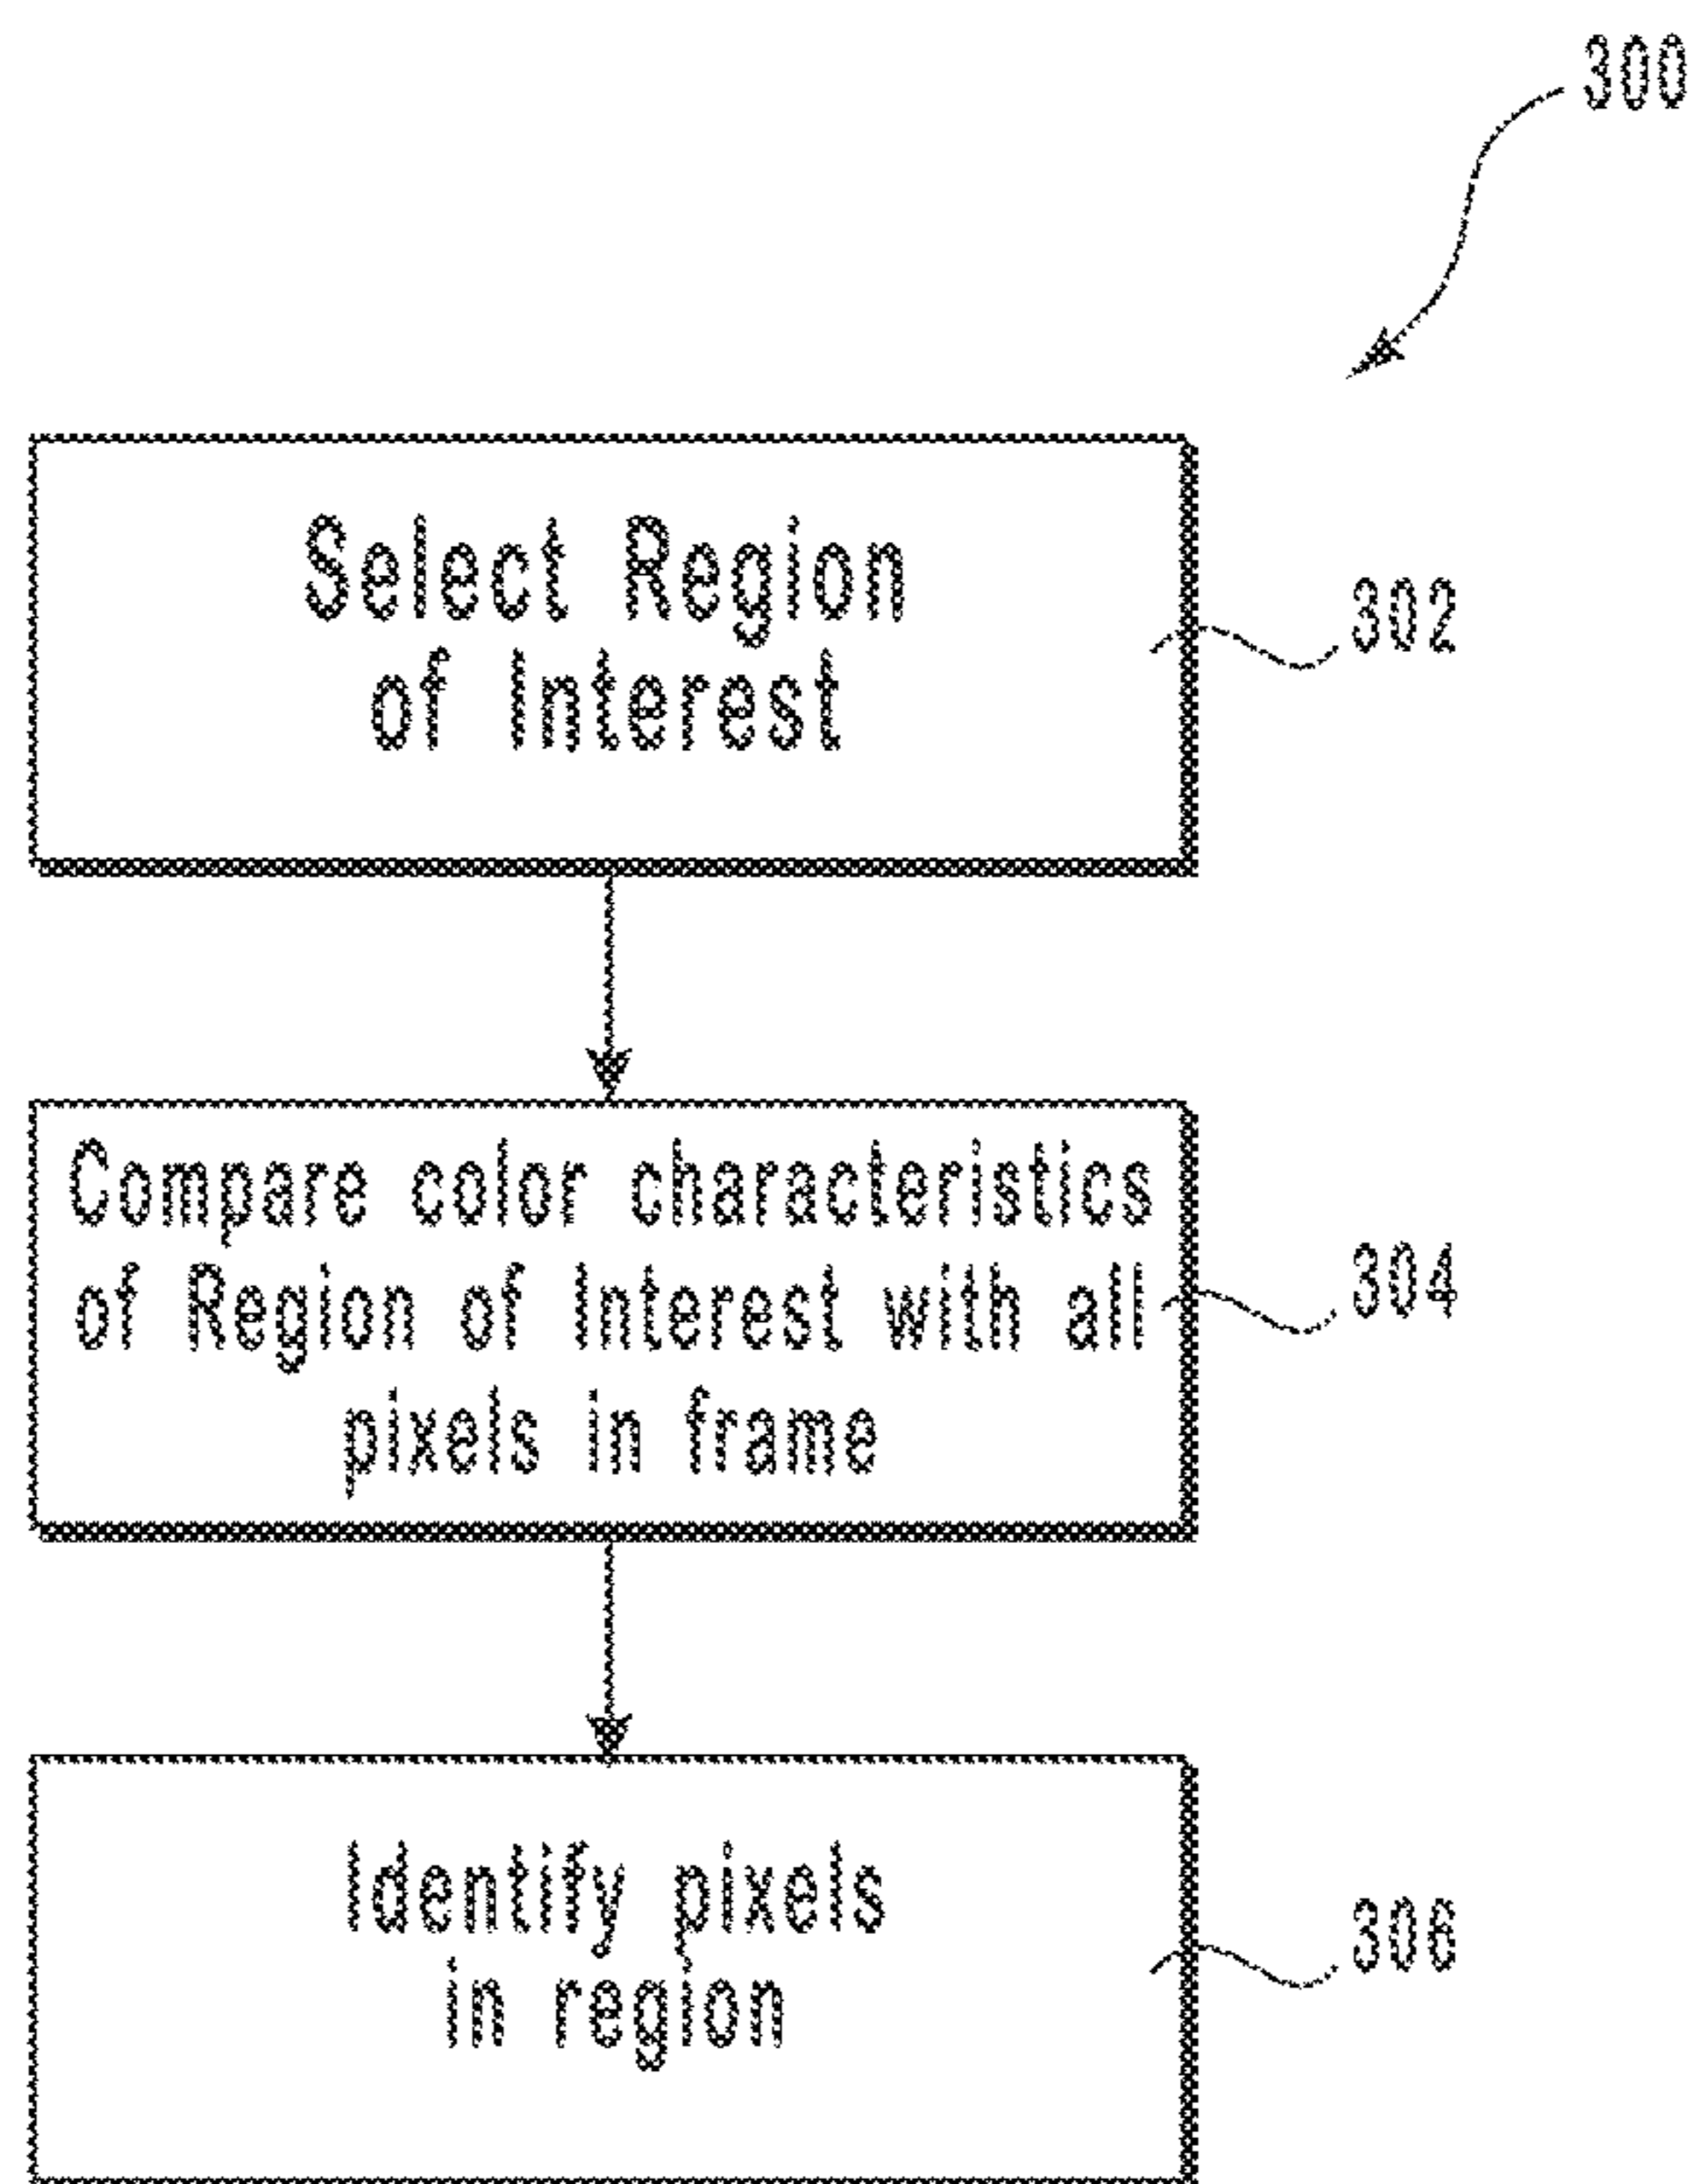 300
Select Region
of Interest
302
Compare color characteristics
of Region of Interest with all
pixels in frame
304
Identify pixels
in region
306